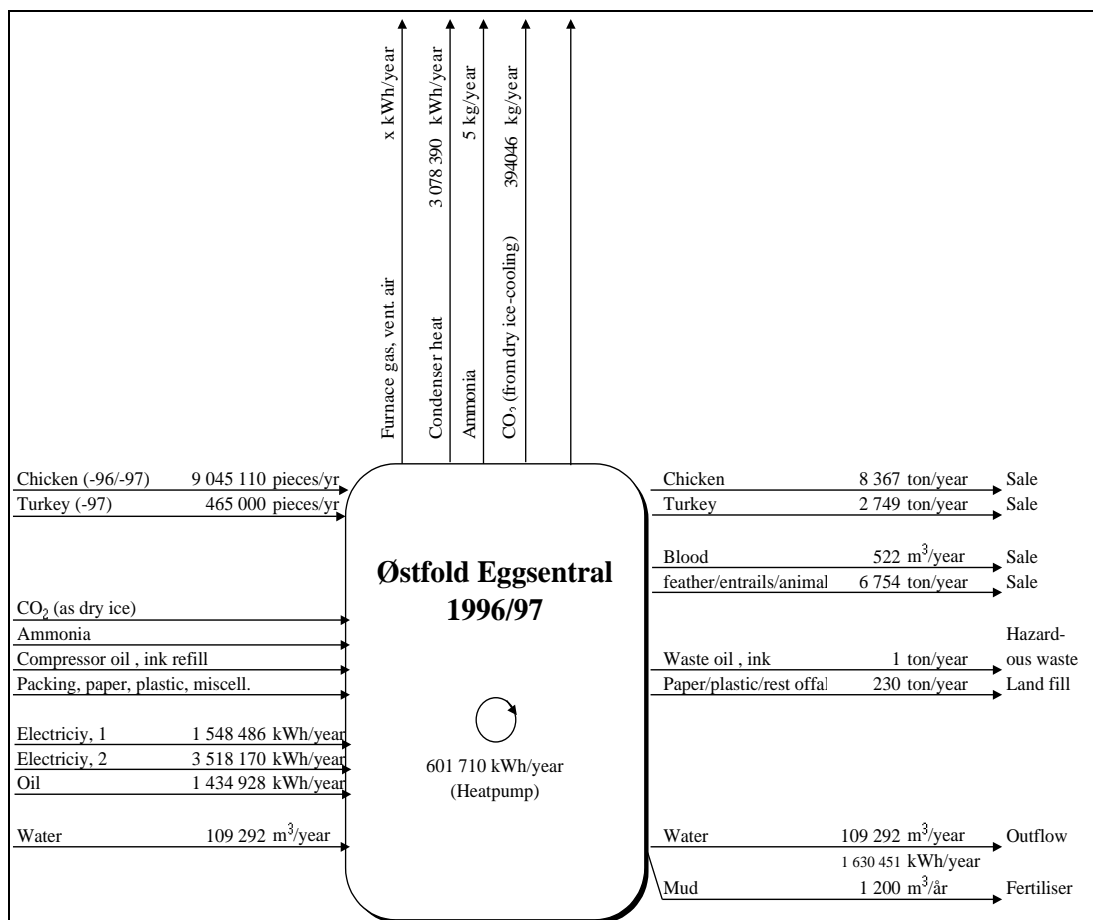 Furnace gas, vent. air x kWh/year
Condenser heat 3 078 390 kWh/year
Ammonia 5 kg/year
CO2 (from dry ice-cooling) 394046 kg/year
Chicken (-96/-97) 9 045 110 pieces/yr
Turkey (-97) 465 000 pieces/yr
CO2 (as dry ice)
Ammonia
Compressor oil , ink refill
Packing, paper, plastic, miscell.
Electriciy, 1 1 548 486 kWh/year
Electriciy, 2 3 518 170 kWh/year
Oil 1 434 928 kWh/year
Water 109 292 m³/year
Østfold Eggsentral
1996/97
601 710 kWh/year
(Heatpump)
Chicken 8 367 ton/year Sale
Turkey 2 749 ton/year Sale
Blood 522 m³/year Sale
feather/entrails/animal 6 754 ton/year Sale
Hazard-
Waste oil , ink 1 ton/year ous waste
Paper/plastic/rest offal 230 ton/year Land fill
Water 109 292 m³/year Outflow
1 630 451 kWh/year
Mud 1 200 m³/år Fertiliser